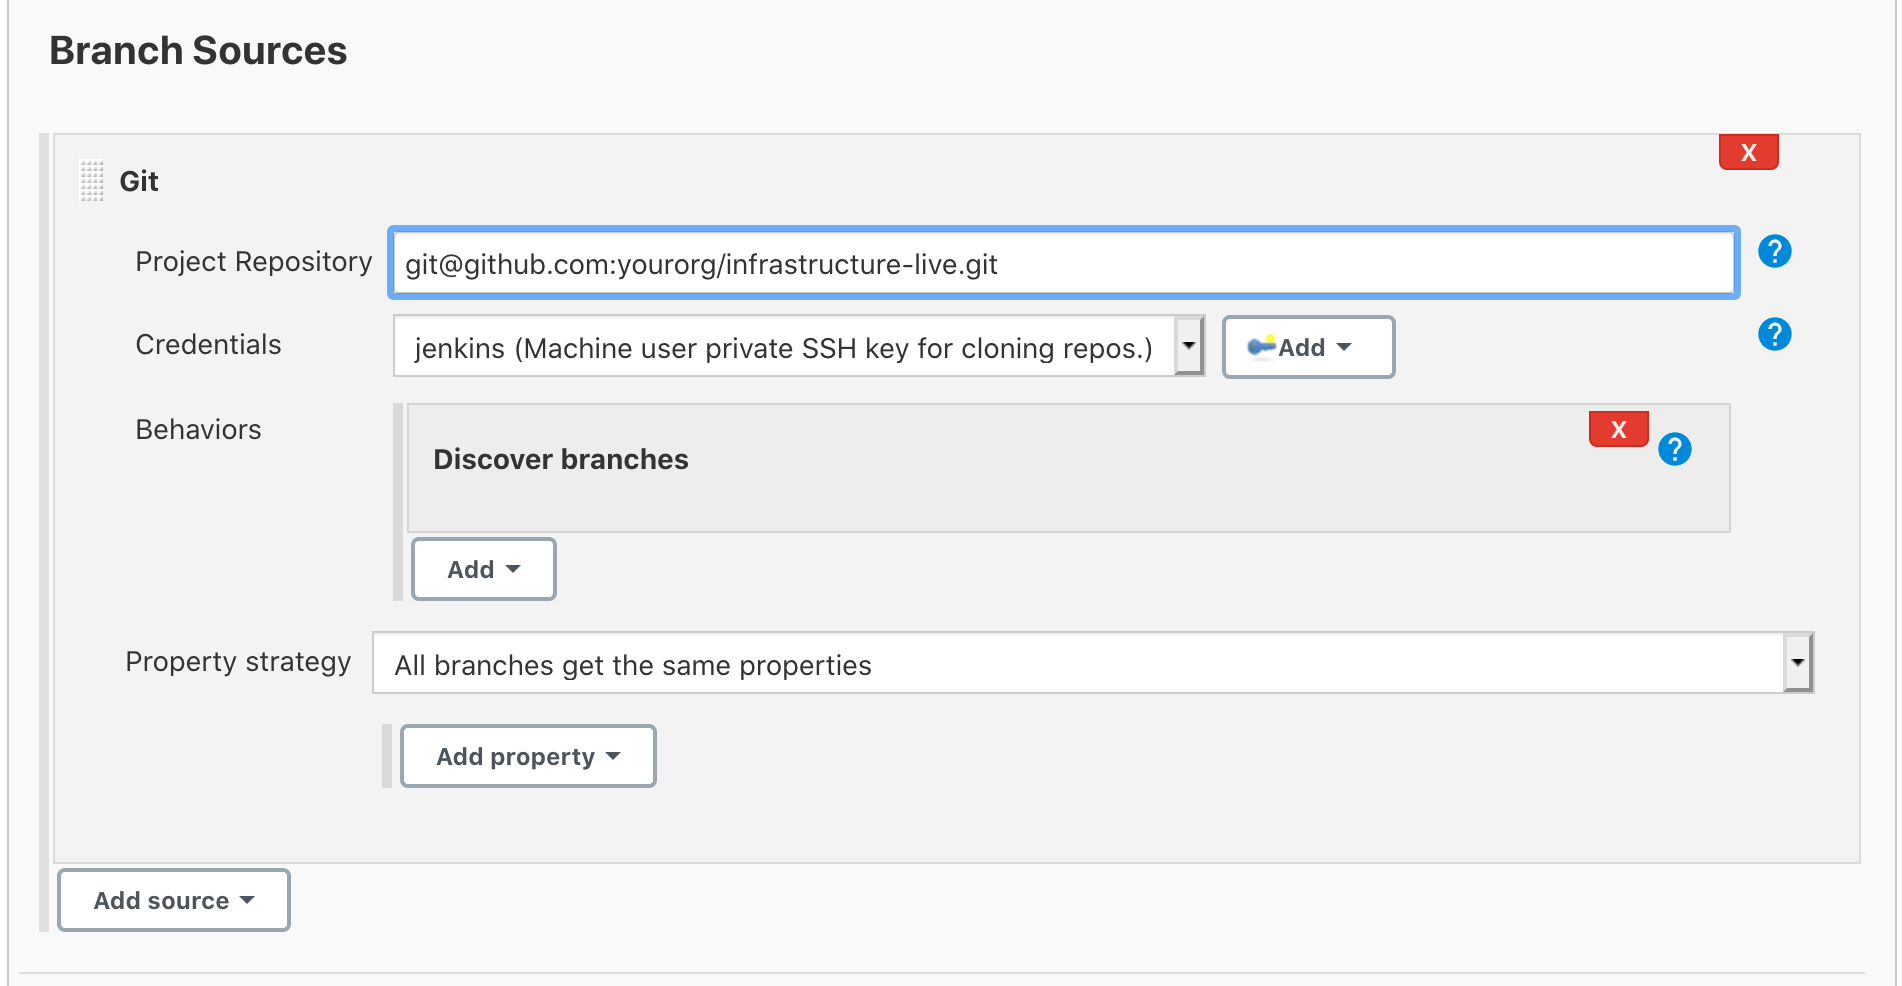 Branch Sources
X
Git
Project Repository git@github.com:yourorg/infrastructure-live.git ?
Credentials jenkins (Machine user private SSH key for cloning repos.) Add ?
Behaviors
X
Discover branches ?
Add
Property strategy All branches get the same properties
Add property
Add source